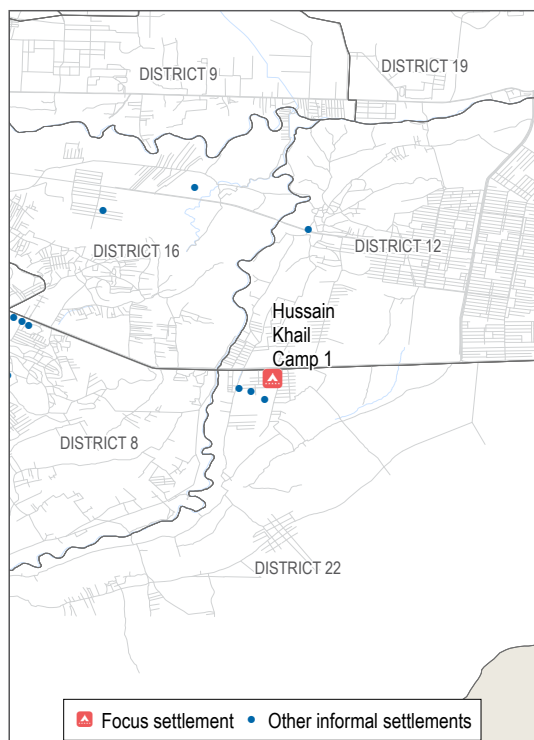 DISTRICT 9
DISTRICT 19
DISTRICT 16
DISTRICT 12
Hussain
Khail
Camp 1
DISTRICT 8
DISTRICT 22
Focus settlement
Other informal settlements